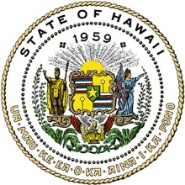 STATE OF HAWAII
1959
UA MAU KE EA O KA AINA I KA PONO